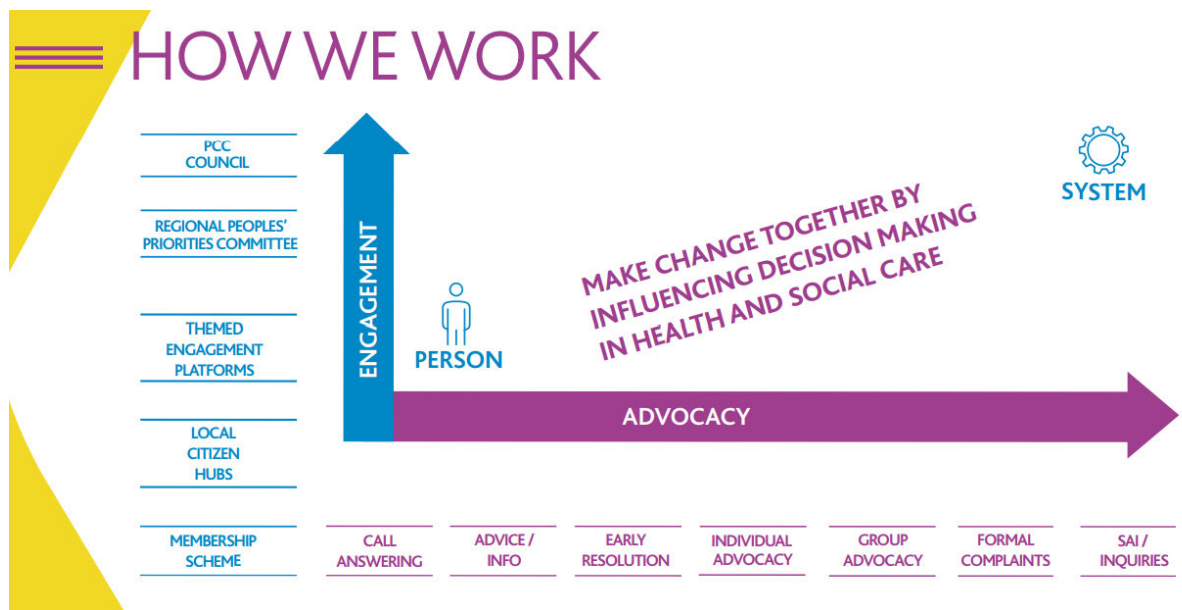 HOW WE WORK
PCC
COUNCIL
REGIONAL PEOPLES'
PRIORITIES COMMITTEE
THEMED
ENGAGEMENT
PLATFORMS
LOCAL
CITIZEN
HUBS
MEMBERSHIP
SCHEME
ENGAGEMENT
PERSON
MAKE CHANGE TOGETHER BY
INFLUENCING DECISION MAKING
IN HEALTH AND SOCIAL CARE
SYSTEM
ADVOCACY
CALL
ANSWERING
ADVICE /
INFO
EARLY
RESOLUTION
INDIVIDUAL
ADVOCACY
GROUP
ADVOCACY
FORMAL
COMPLAINTS
SAI /
INQUIRIES